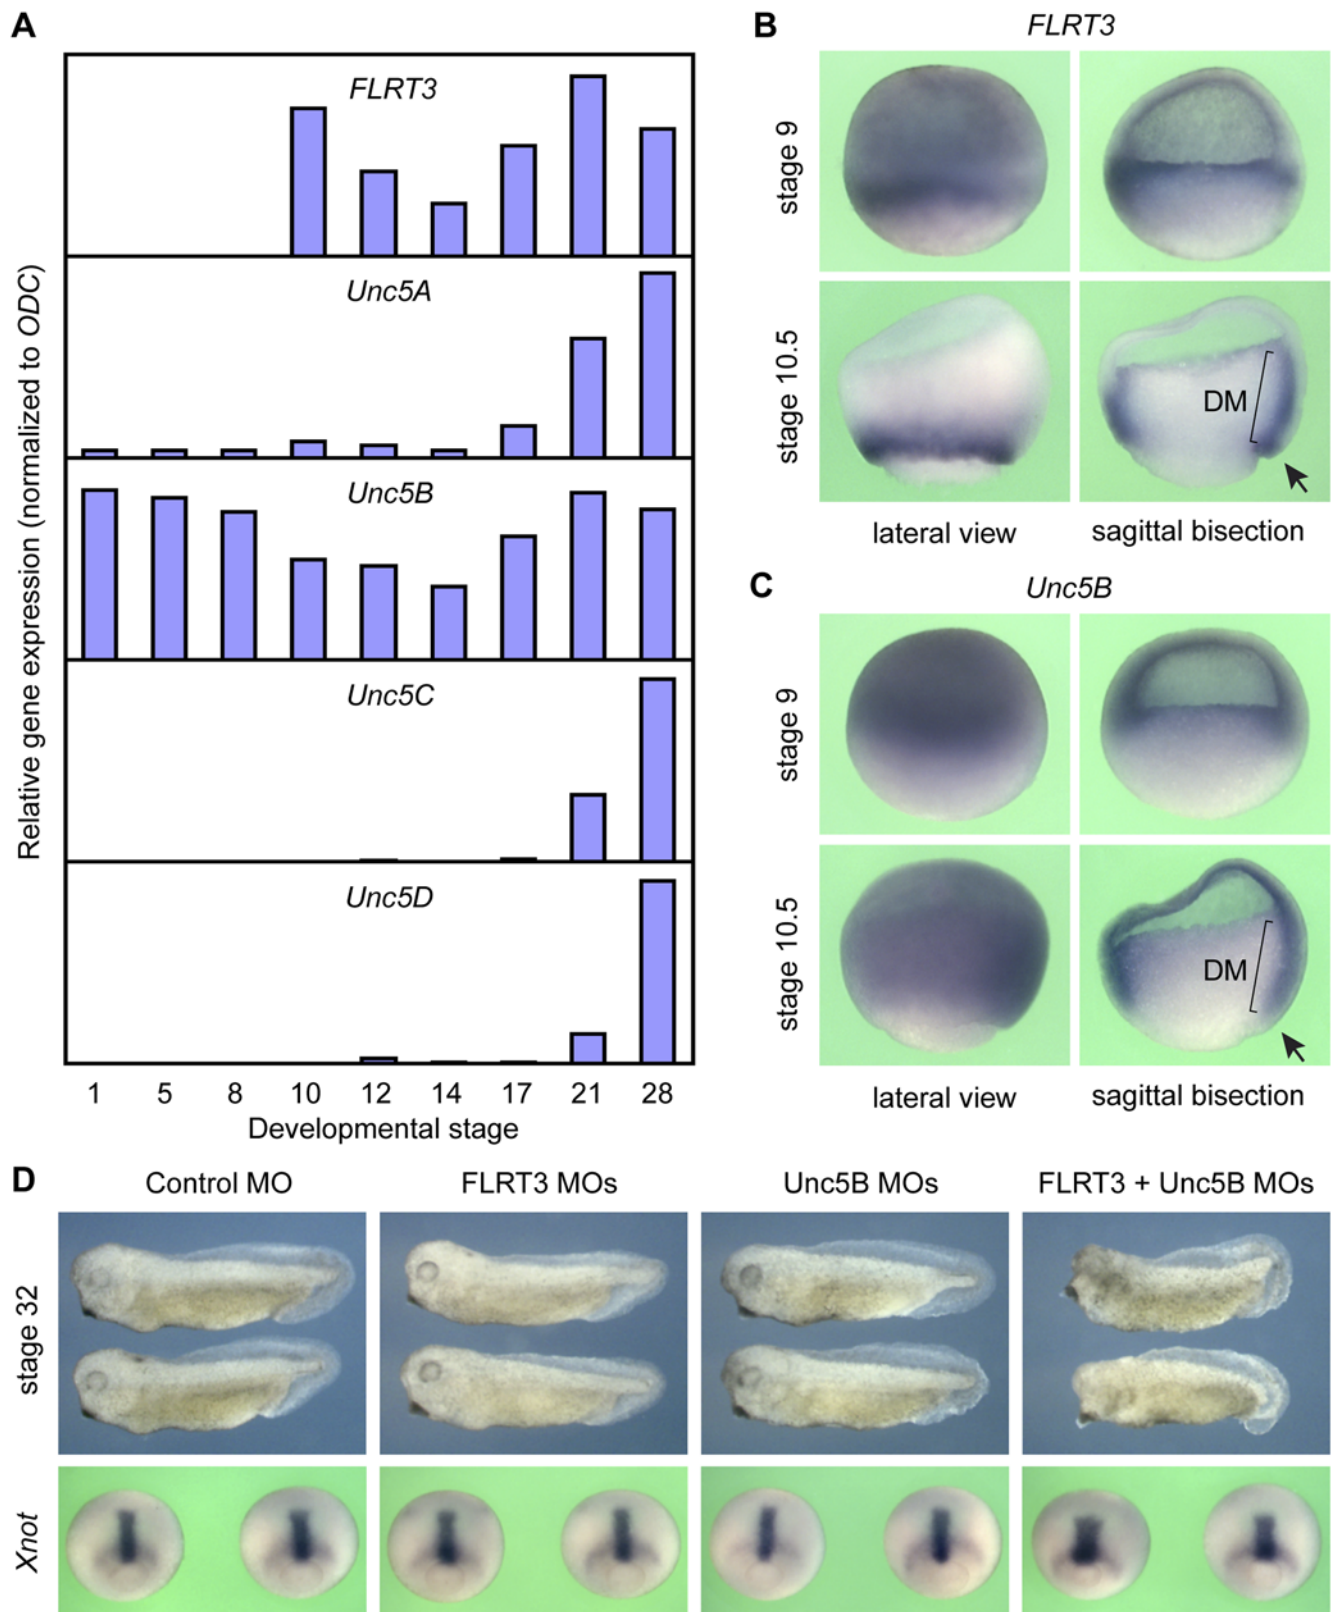 A
Relative gene expression (normalized to ODC)
FLRT3
Unc5A
Unc5B
Unc5C
Unc5D
1 5 8 10 12 14 17 21 28
Developmental stage
B
FLRT3
stage 9
stage 10.5
DM
lateral view sagittal bisection
C
Unc5B
stage 9
stage 10.5
DM
lateral view sagittal bisection
D
Control MO FLRT3 MOs Unc5B MOs FLRT3 + Unc5B MOs
stage 32
Xnot